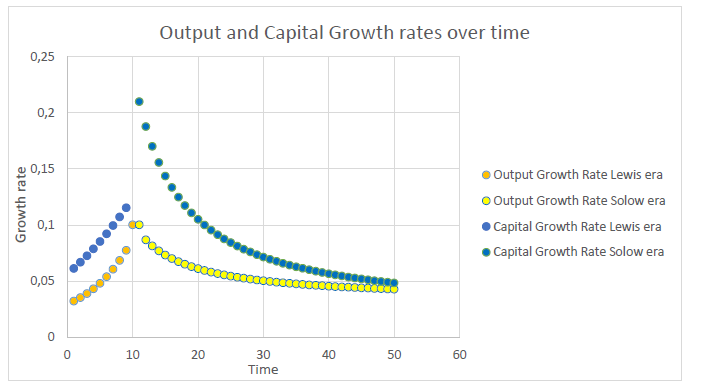 Output and Capital Growth rates over time
0,25
0,2
0,15
0,1
0,05
0
Growth rate
0 10 20 30 40 50 60
Time
Output Growth Rate Lewis era
Output Growth Rate Solow era
Capital Growth Rate Lewis era
Capital Growth Rate Solow era